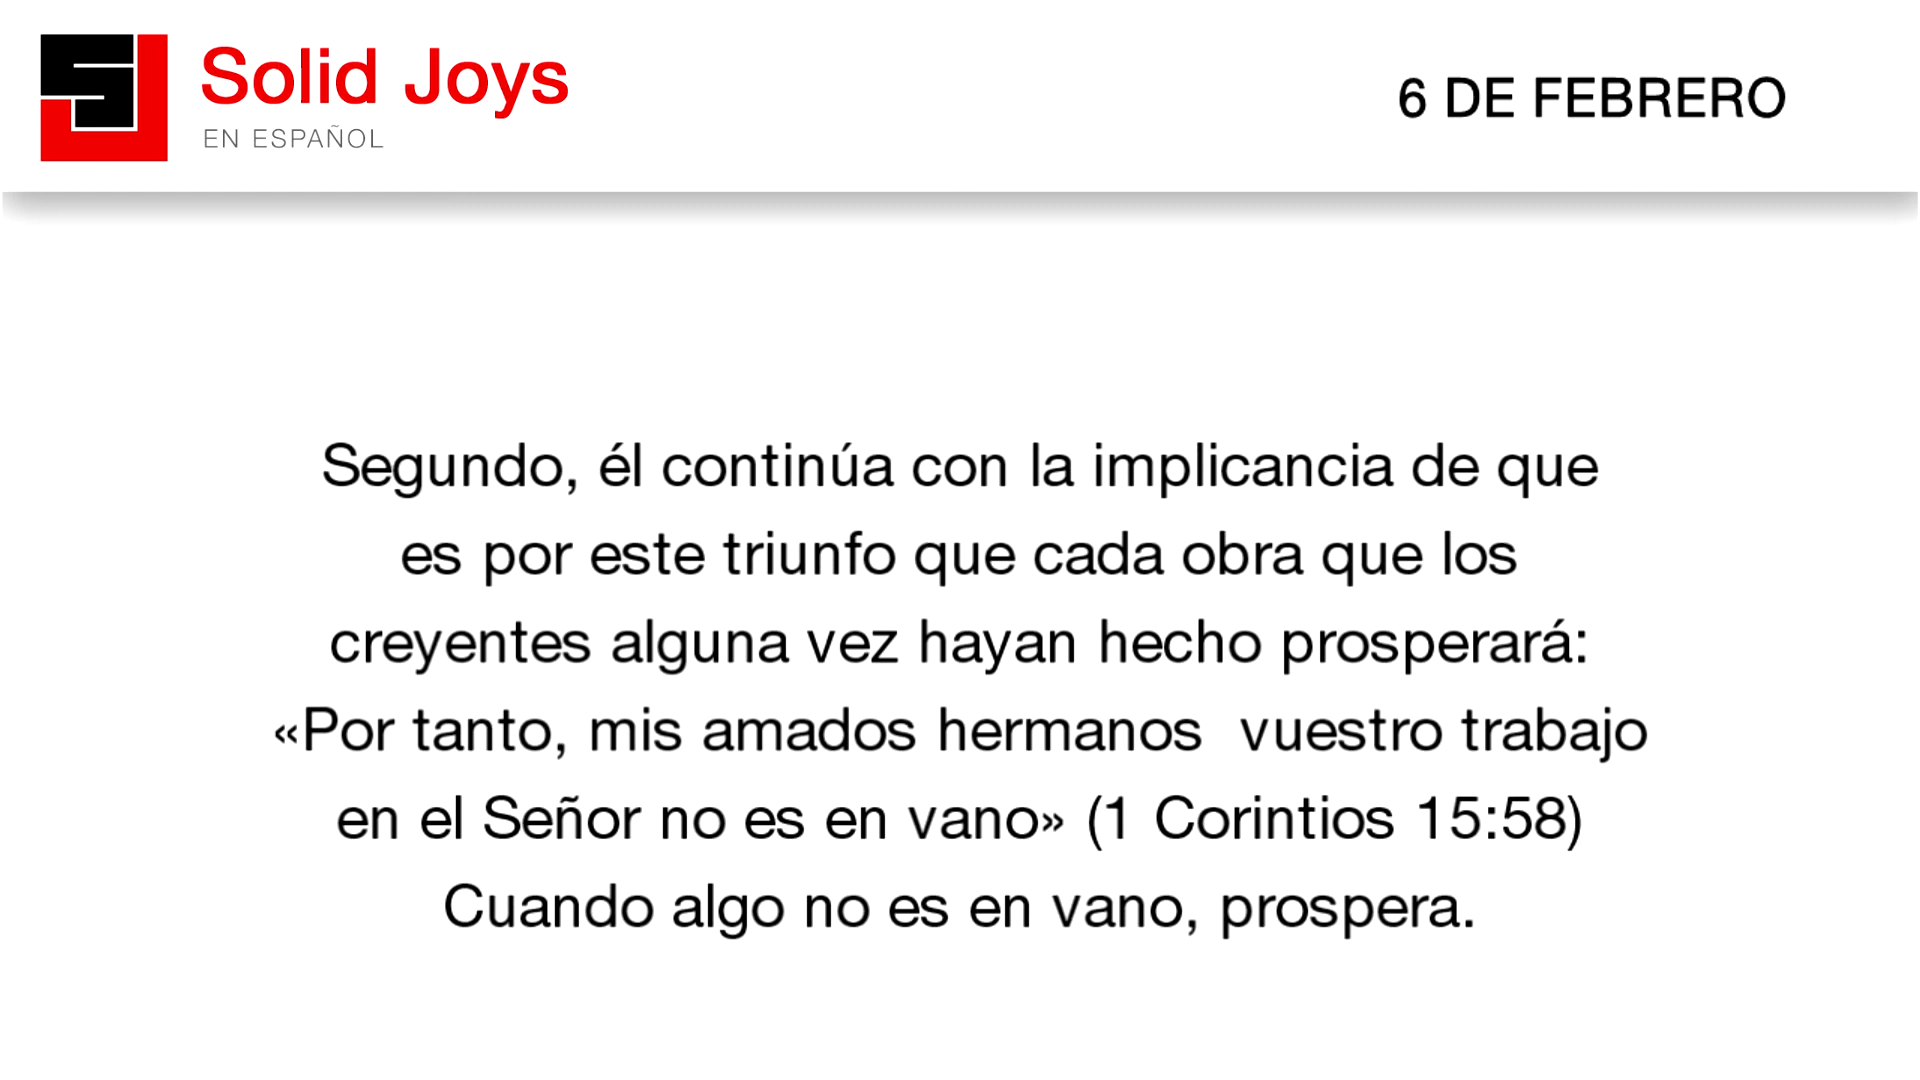 Solid Joys
EN ESPAÑOL
6 DE FEBRERO
Segundo, él continúa con la implicancia de que
es por este triunfo que cada obra que los
creyentes alguna vez hayan hecho prosperará:
«Por tanto, mis amados hermanos  vuestro trabajo
en el Señor no es en vano» (1 Corintios 15:58)
Cuando algo no es en vano, prospera.